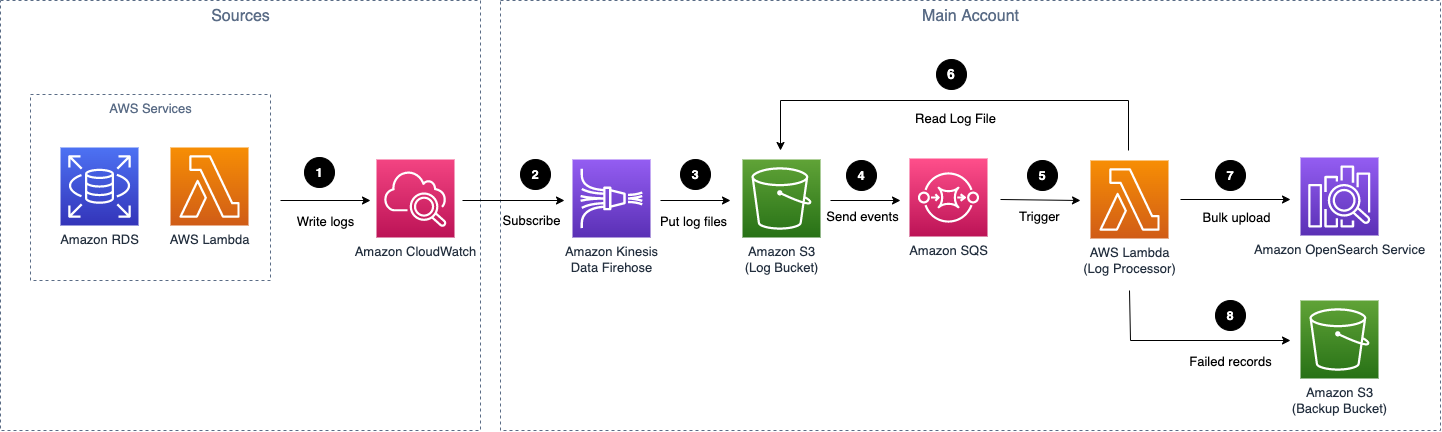 Sources
Main Account
AWS Services
Amazon RDS
AWS Lambda
1
Write logs
Amazon CloudWatch
2
Subscribe
Amazon Kinesis
Data Firehose
3
Put log files
Amazon S3
(Log Bucket)
4
Send events
Amazon SQS
5
Trigger
6
Read Log File
AWS Lambda
(Log Processor)
7
Bulk upload
Amazon OpenSearch Service
8
Failed records
Amazon S3
(Backup Bucket)